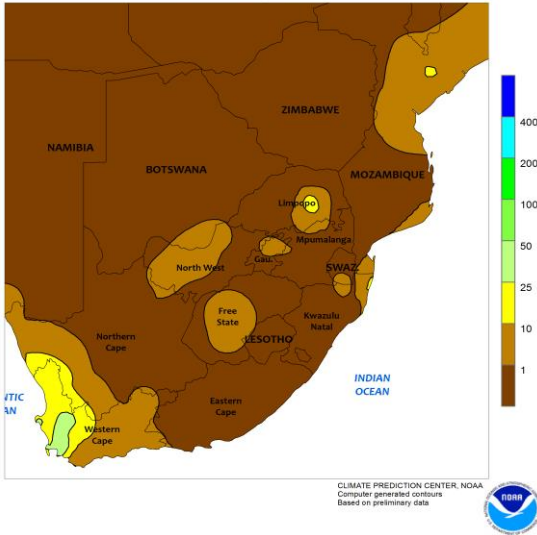 ZIMBABWE
NAMIBIA
BOTSWANA
MOZAMBIQUE
Limpopo
Mpumalanga
Gau.
North West
SWAZ.
Free
State
Kwazulu
Natal
LESOTHO
Northern
Cape
Eastern
Cape
Western
Cape
INDIAN
OCEAN
NTIC
AN
400
200
100
50
25
10
1
CLIMATE PREDICTION CENTER, NOAA
Computer generated contours
Based on preliminary data
NOAA